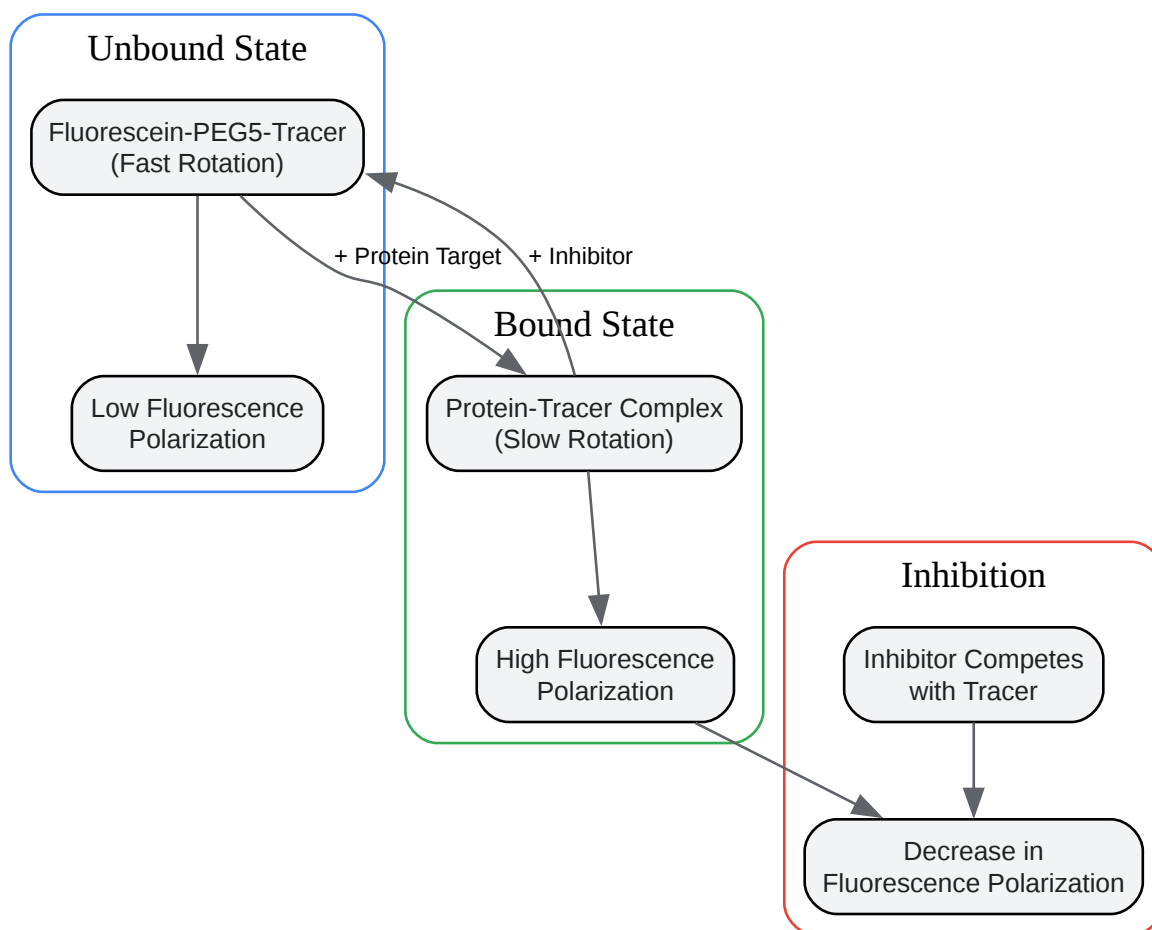 Unbound State
Fluorescein-PEG5-Tracer
(Fast Rotation)
+ Protein Target
+ Inhibitor
Low Fluorescence
Polarization
Bound State
Protein-Tracer Complex
(Slow Rotation)
High Fluorescence
Polarization
Inhibition
Inhibitor Competes
with Tracer
Decrease in
Fluorescence Polarization